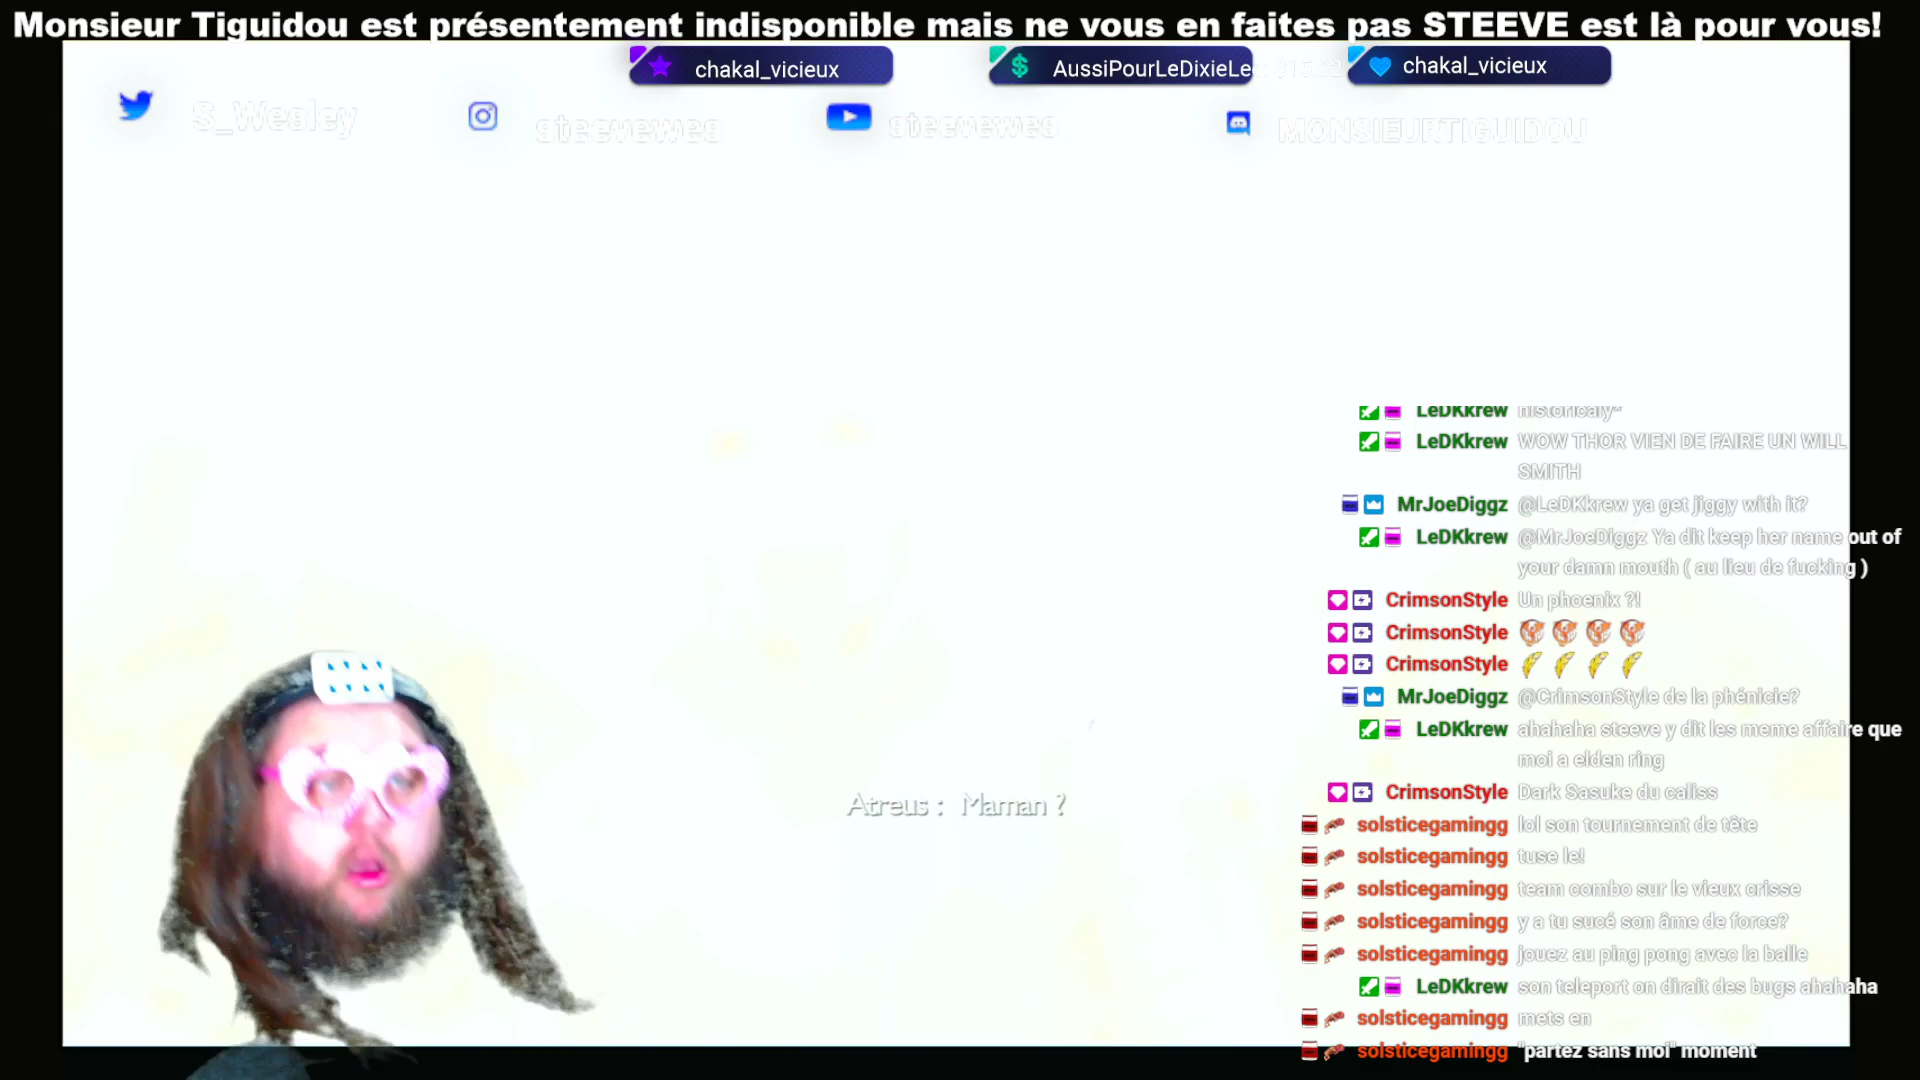 Monsieur Tiguidou est présentement indisponible mais ne vous en faites pas STEEVE est là pour vous!
chakal_vicieux
AussiPourLeDixieLee
chakal_vicieux
S_Wesley
steevewes
steevewes
MONSIEURTIGUIDOU
LeDKkrew historicaly*
LeDKkrew WOW THOR VIEN DE FAIRE UN WILL
SMITH
MrJoeDiggz @LeDKkrew ya get jiggy with it?
LeDKkrew @MrJoeDiggz Ya dit keep her name out of
your damn mouth ( au lieu de fucking )
CrimsonStyle Un phoenix ?!
CrimsonStyle
CrimsonStyle
MrJoeDiggz @CrimsonStyle de la phénicie?
LeDKkrew ahahaha steeve y dit les meme affaire que
moi a elden ring
CrimsonStyle Dark Sasuke du caliss
Atreus : Maman ?
solsticegamingg lol son tournement de tête
solsticegamingg tuse le!
solsticegamingg team combo sur le vieux crisse
solsticegamingg y a tu sucé son âme de force?
solsticegamingg jouez au ping pong avec la balle
LeDKkrew son teleport on dirait des bugs ahahaha
solsticegamingg mets en
solsticegamingg "partez sans moi" moment